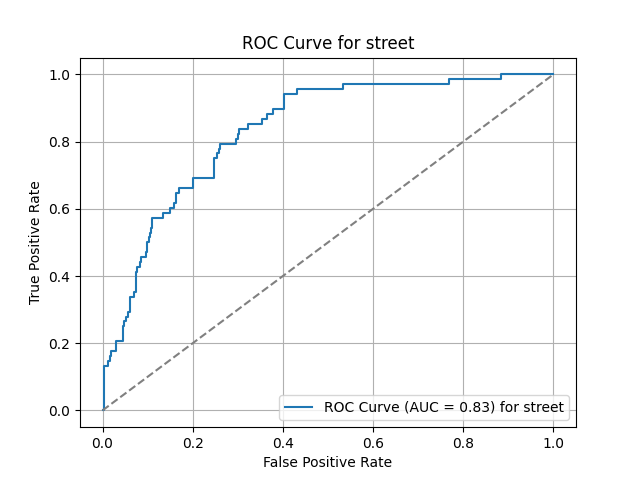 ROC Curve for street
True Positive Rate
1.0
0.8
0.6
0.4
0.2
0.0
ROC Curve (AUC = 0.83) for street
0.0 0.2 0.4 0.6 0.8 1.0
False Positive Rate